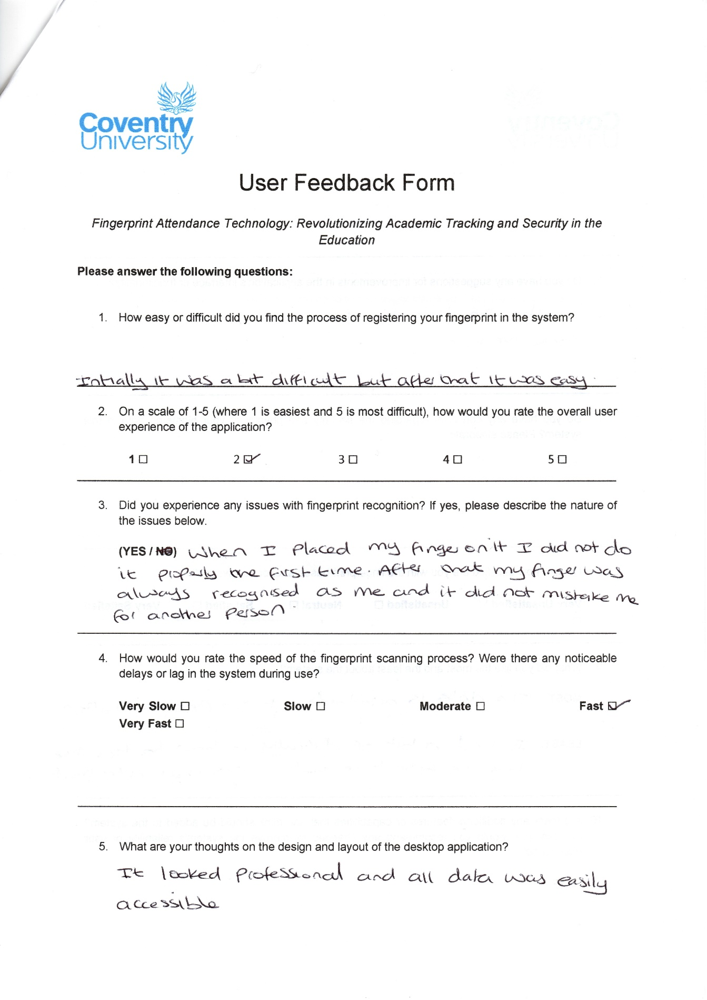 Coventry
University
User Feedback Form
Fingerprint Attendance Technology: Revolutionizing Academic Tracking and Security in the
Education
Please answer the following questions:
1. How easy or difficult did you find the process of registering your fingerprint in the system?
Initially it was a bit difficult but after that it was easy.
2. On a scale of 1-5 (where 1 is easiest and 5 is most difficult), how would you rate the overall user
experience of the application?
1 ☐ 2 ☑ 3 ☐ 4 ☐ 5 ☐
3. Did you experience any issues with fingerprint recognition? If yes, please describe the nature of
the issues below.
(YES / NO) When I placed my finger on it I did not do
it properly the first time. After that my finger was
always recognised as me and it did not mistake me
for another person.
4. How would you rate the speed of the fingerprint scanning process? Were there any noticeable
delays or lag in the system during use?
Very Slow ☐ Slow ☐ Moderate ☐ Fast ☑
Very Fast ☐
5. What are your thoughts on the design and layout of the desktop application?
It looked professional and all data was easily
accessible